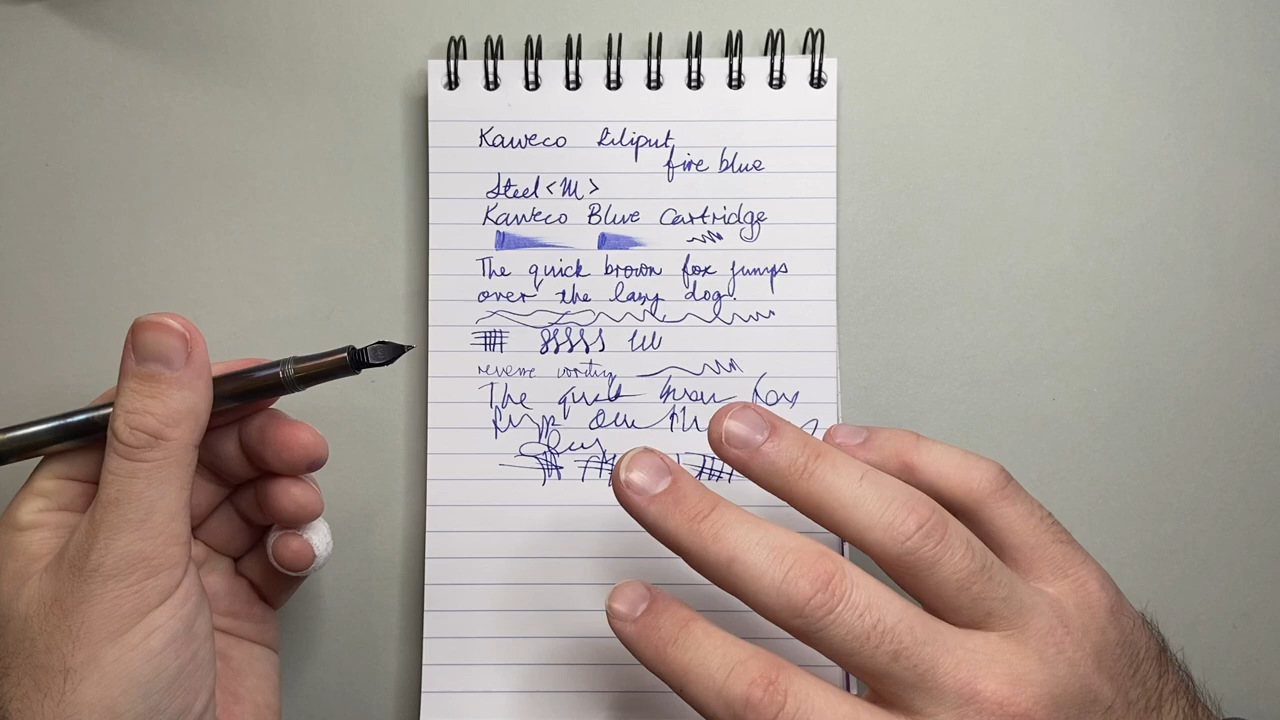 Kaweco Liliput
fire blue
Steel <M>
Kaweco Blue Cartridge
The quick brown fox jumps
over the lazy dog.
reverse writing
The quick brown fox